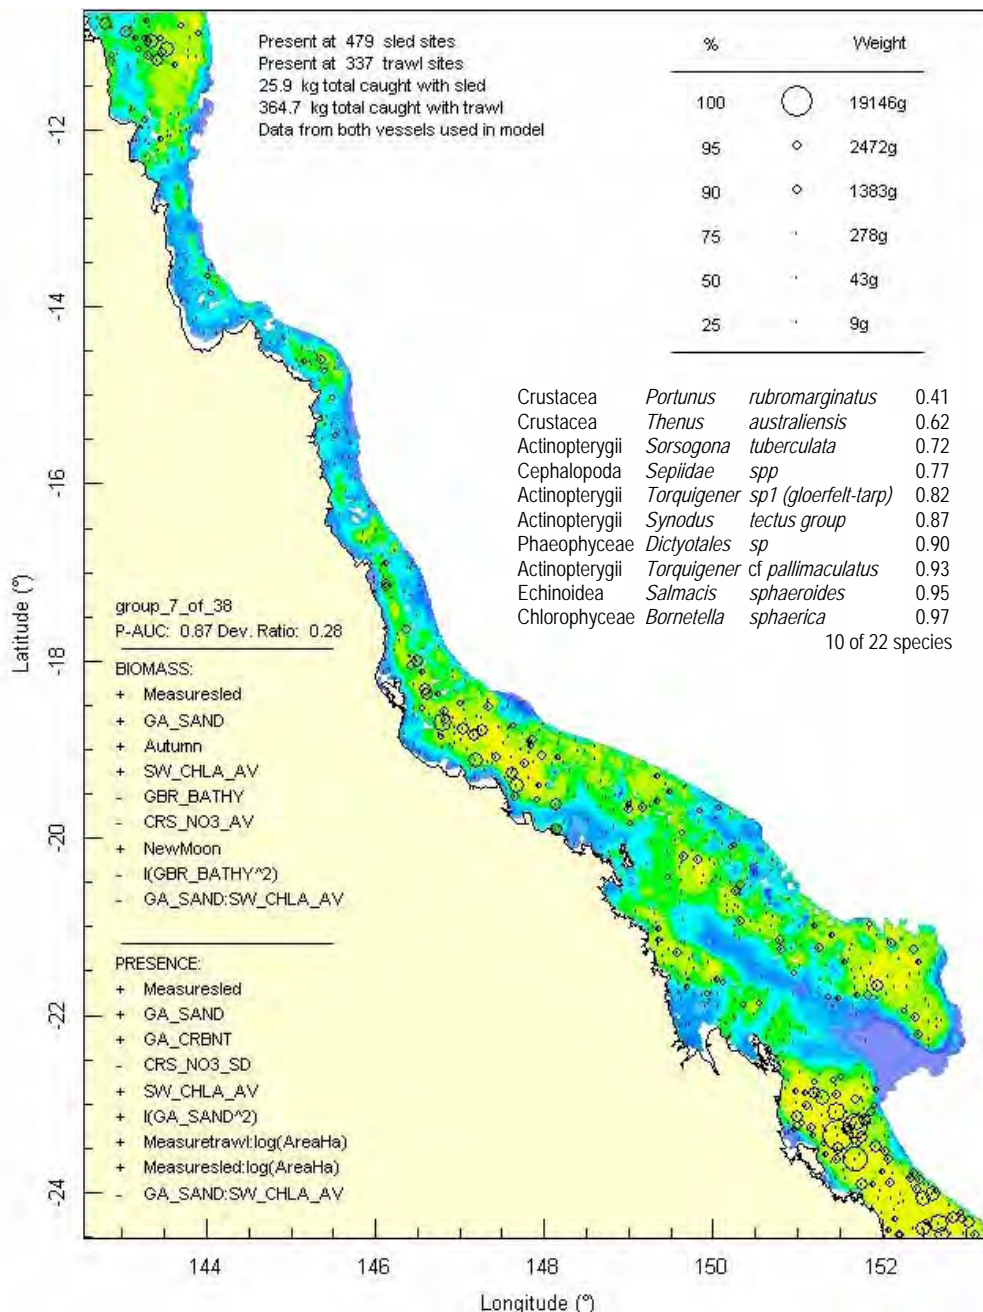 Present at 479 sled sites
Present at 337 trawl sites
25.9 kg total caught with sled
364.7 kg total caught with trawl
Data from both vessels used in model
% Weight
100 19146g
95 2472g
90 1383g
75 278g
50 43g
25 9g
Crustacea Portunus rubromarginatus 0.41
Crustacea Thenus australiensis 0.62
Actinopterygii Sorsogona tuberculata 0.72
Cephalopoda Sepiidae spp 0.77
Actinopterygii Torquigener sp1 (gloerfelt-tarp) 0.82
Actinopterygii Synodus tectus group 0.87
Phaeophyceae Dictyotales sp 0.90
Actinopterygii Torquigener cf pallimaculatus 0.93
Echinoidea Salmacis sphaeroides 0.95
Chlorophyceae Bornetella sphaerica 0.97
10 of 22 species
group_7_of_38
P-AUC: 0.87 Dev. Ratio: 0.28
BIOMASS:
+ Measuresled
+ GA_SAND
+ Autumn
+ SW_CHLA_AV
- GBR_BATHY
- CRS_NO3_AV
+ NewMoon
- I(GBR_BATHY^2)
- GA_SAND:SW_CHLA_AV
PRESENCE:
+ Measuresled
+ GA_SAND
+ GA_CRBNT
- CRS_NO3_SD
+ SW_CHLA_AV
+ I(GA_SAND^2)
+ Measuretrawl:log(AreaHa)
+ Measuresled:log(AreaHa)
- GA_SAND:SW_CHLA_AV
Latitude (°)
-12
-14
-16
-18
-20
-22
-24
144 146 148 150 152
Longitude (°)